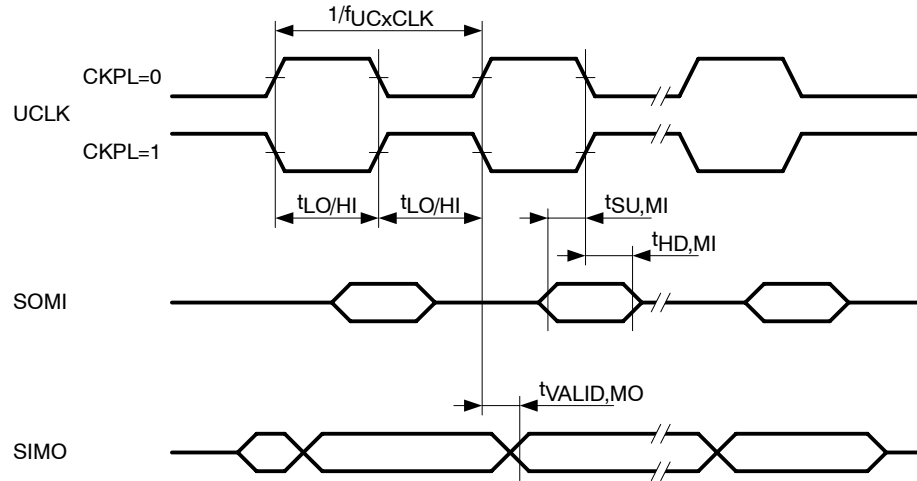 1/fUCxCLK
CKPL=0
UCLK
CKPL=1
tLO/HI tLO/HI tSU,MI
tHD,MI
SOMI
tVALID,MO
SIMO